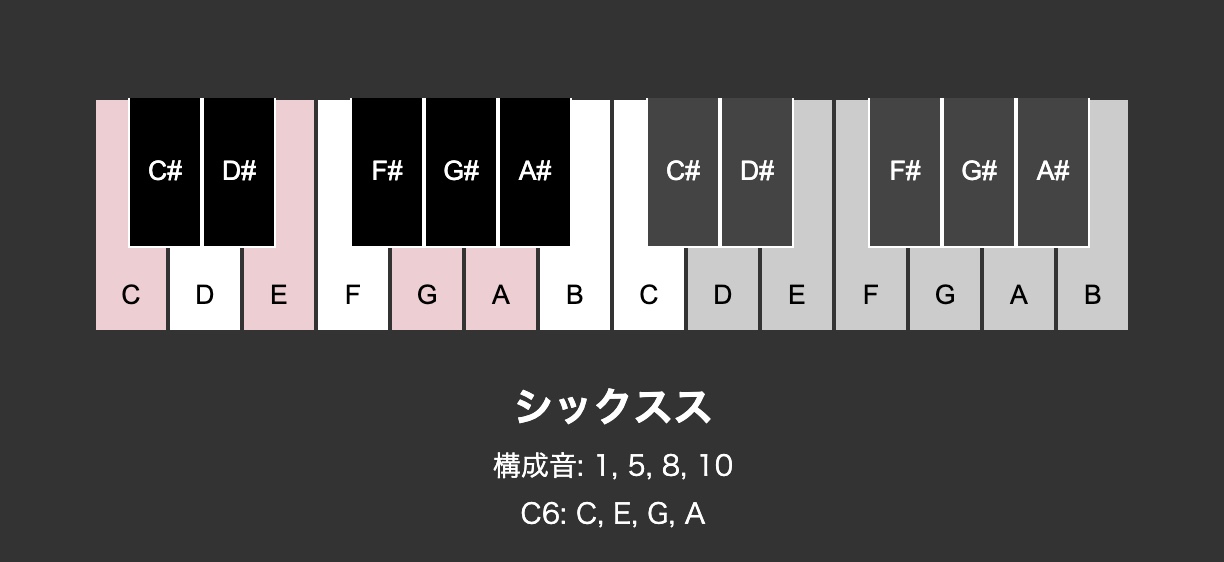 C# D# F# G# A# C# D# F# G# A#
C D E F G A B C D E F G A B
シックスス
構成音: 1, 5, 8, 10
C6: C, E, G, A